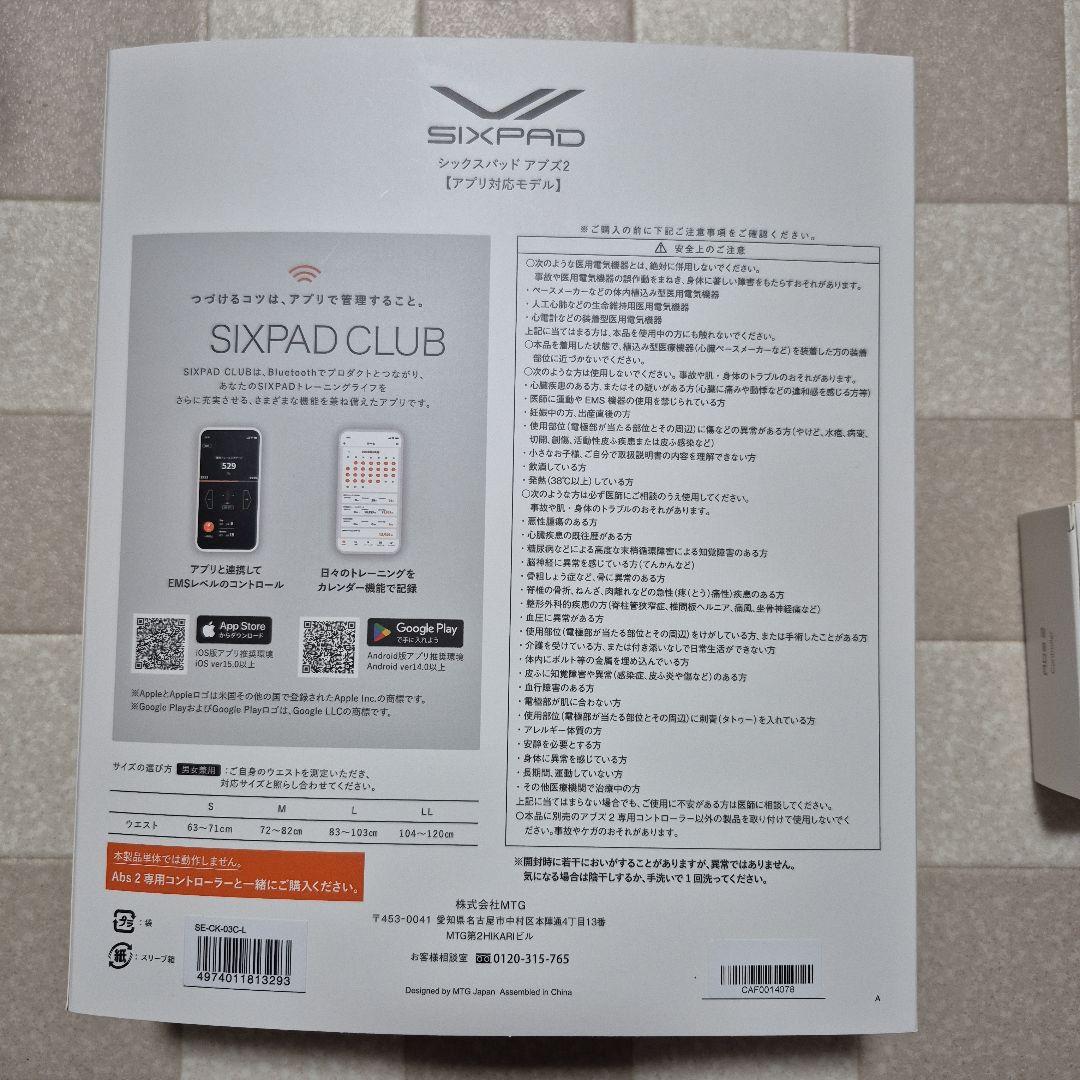 SIXPAD
シックスパッド アブズ2
【アプリ対応モデル】
つづけるコツは、アプリで管理すること。
SIXPAD CLUB
SIXPAD CLUBは、Bluetoothでプロダクトとつながり、
あなたのSIXPADトレーニングライフを
さらに充実させる、さまざまな機能を兼ね備えたアプリです。
529
アプリと連携して
EMSレベルのコントロール
日々のトレーニングを
カレンダー機能で記録
App Store
からダウンロード
iOS版アプリ推奨環境
iOS ver15.0以上
Google Play
で手に入れよう
Android版アプリ推奨環境
Android ver14.0以上
※AppleとAppleロゴは米国その他の国で登録されたApple Inc.の商標です。
※Google PlayおよびGoogle Playロゴは、Google LLCの商標です。
サイズの選び方 男女兼用 :ご自身のウエストを測定いただき、
対応サイズと照らし合わせてください。
S M L LL
ウエスト 63〜71cm 72〜82cm 83〜103cm 104〜120cm
本製品単体では動作しません。
Abs 2 専用コントローラーと一緒にご購入ください。
プラ :袋
紙 :スリーブ箱
SE-CK-03C-L
4974011813293
※ご購入の前に下記ご注意事項をご確認ください。
⚠ 安全上のご注意
〇次のような医用電気機器とは、絶対に併用しないでください。
事故や医用電気機器の誤作動をまねき、身体に著しい障害をもたらすおそれがあります。
・ペースメーカーなどの体内植込み型医用電気機器
・人工心肺などの生命維持用医用電気機器
・心電計などの装着型医用電気機器
上記に当てはまる方は、本品を使用中の方にも触れないでください。
〇本品を着用した状態で、植込み型医療機器(心臓ペースメーカーなど)を装着した方の装着
部位に近づかないでください。
〇次のような方は使用しないでください。事故や肌・身体のトラブルのおそれがあります。
・心臓疾患のある方、またはその疑いがある方(心臓に痛みや動悸などの違和感を感じる方等)
・医師に運動や EMS 機器の使用を禁じられている方
・妊娠中の方、出産直後の方
・使用部位(電極部が当たる部位とその周辺)に傷などの異常がある方(やけど、水疱、病変、
切開、創傷、活動性皮ふ疾患または皮ふ感染など)
・小さなお子様、ご自分で取扱説明書の内容を理解できない方
・飲酒している方
・発熱(38℃以上)している方
〇次のような方は必ず医師にご相談のうえ使用してください。
事故や肌・身体のトラブルのおそれがあります。
・悪性腫瘍のある方
・心臓疾患の既往歴がある方
・糖尿病などによる高度な末梢循環障害による知覚障害のある方
・脳神経に異常を感じている方(てんかんなど)
・骨粗しょう症など、骨に異常のある方
・脊椎の骨折、ねんざ、肉離れなどの急性(疼(とう)痛性)疾患のある方
・整形外科的疾患の方(脊柱管狭窄症、椎間板ヘルニア、痛風、坐骨神経痛など)
・血圧に異常がある方
・使用部位(電極部が当たる部位とその周辺)をけがしている方、または手術したことがある方
・介護を受けている方、または付き添いなしで日常生活ができない方
・体内にボルト等の金属を埋め込んでいる方
・皮ふに知覚障害や異常(感染症、皮ふ炎や傷など)のある方
・血行障害のある方
・電極部が肌に合わない方
・使用部位(電極部が当たる部位とその周辺)に刺青(タトゥー)を入れている方
・アレルギー体質の方
・安静を必要とする方
・身体に異常を感じている方
・長期間、運動していない方
・その他医療機関で治療中の方
上記に当てはまらない場合でも、ご使用に不安がある方は医師に相談してください。
〇本品に別売のアブズ 2 専用コントローラー以外の製品を取り付けて使用しないでく
ださい。事故やケガのおそれがあります。
※開封時に若干においがすることがありますが、異常ではありません。
気になる場合は陰干しするか、手洗いで1回洗ってください。
株式会社MTG
〒453-0041 愛知県名古屋市中村区本陣通4丁目13番
MTG第2HIKARIビル
お客様相談室 0120-315-765
Designed by MTG Japan Assembled in China
CAF0014078
A